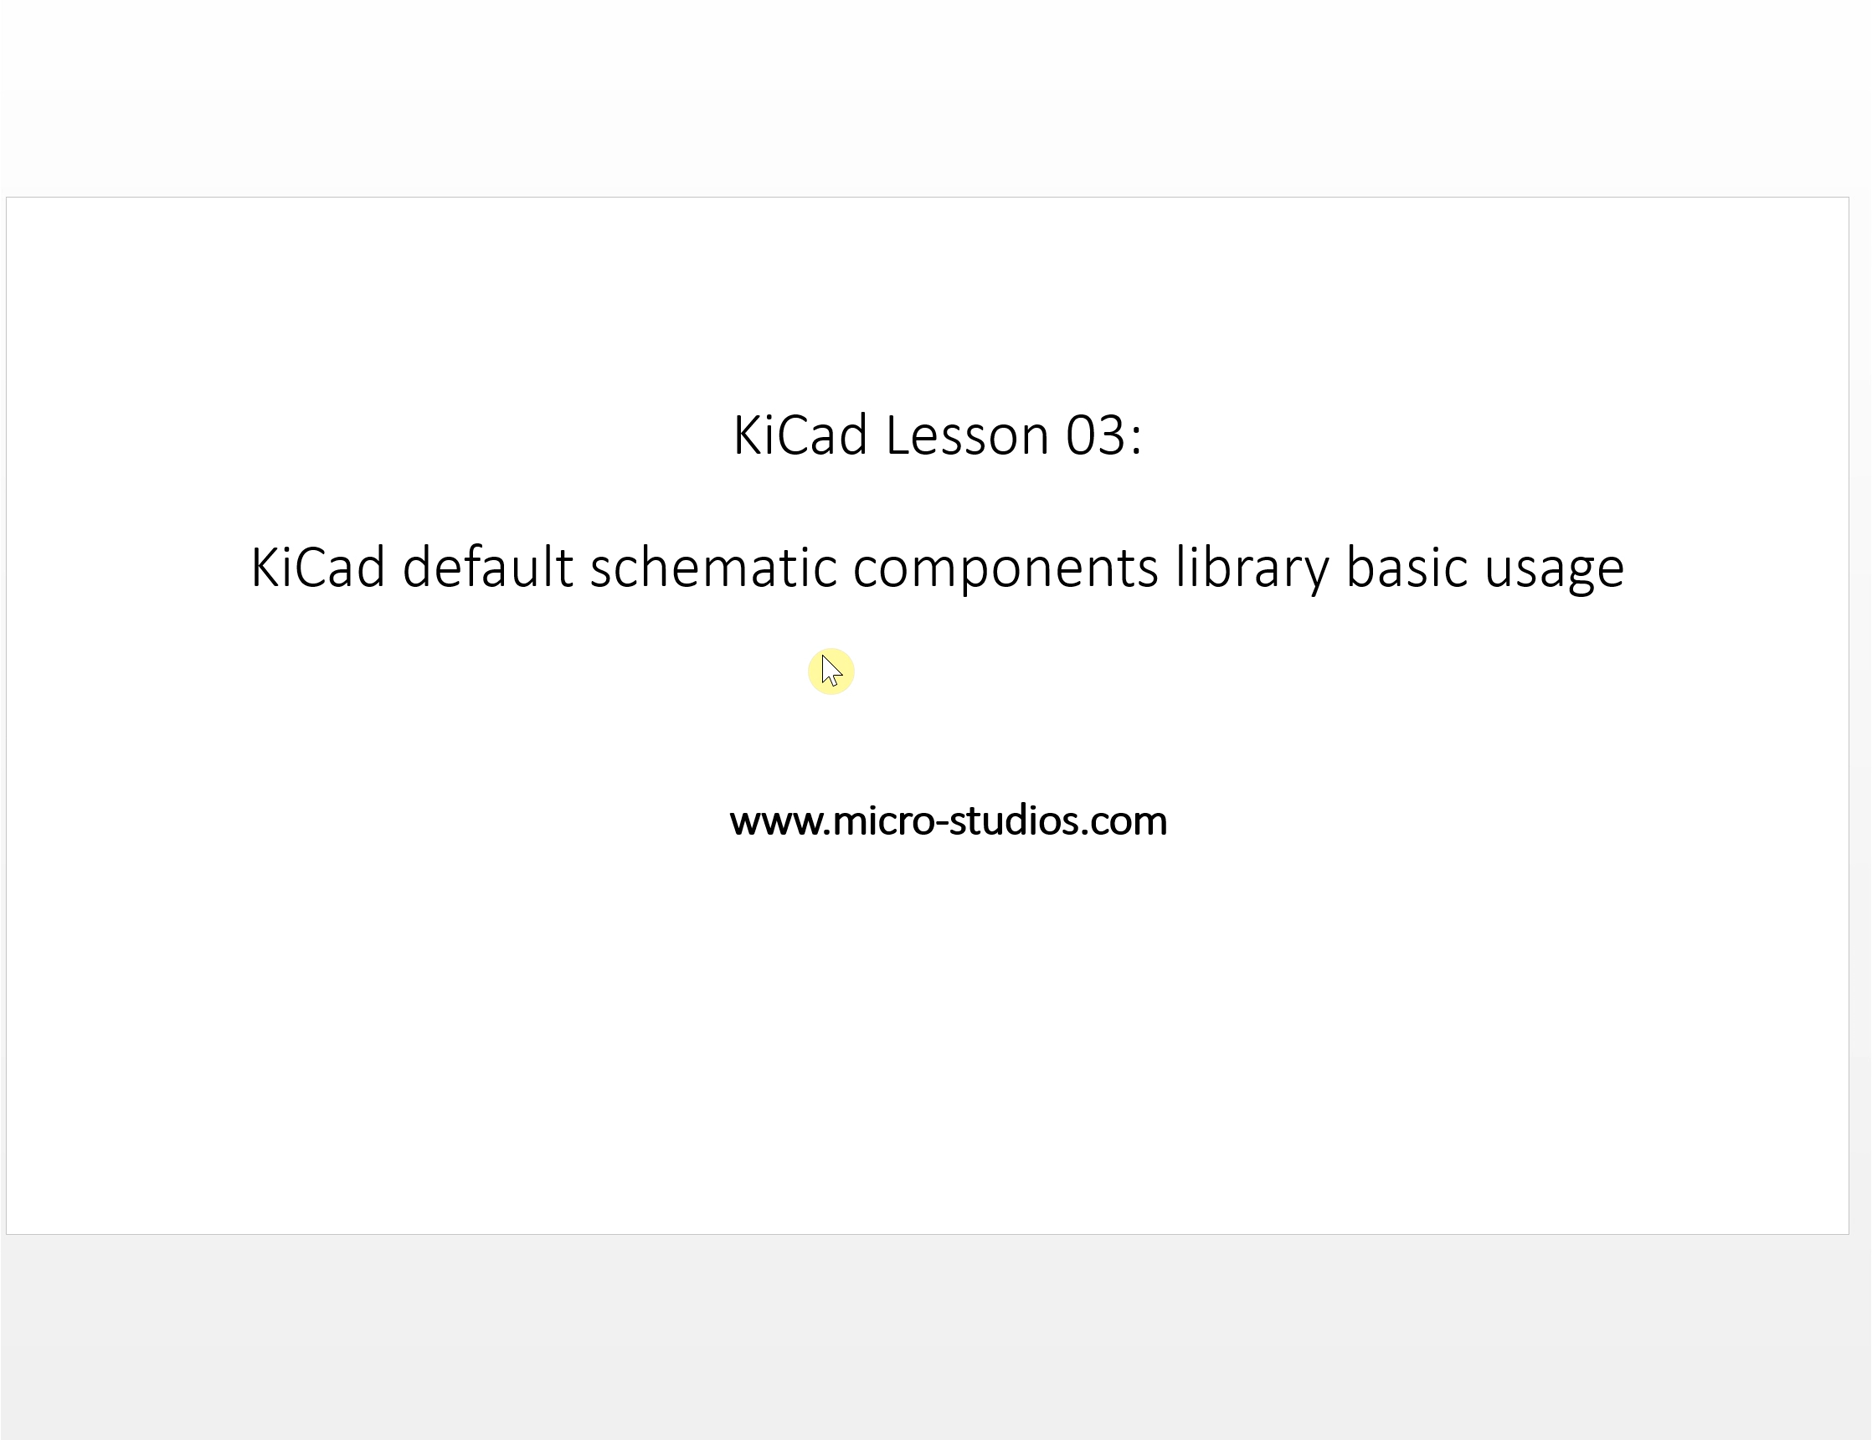 KiCad Lesson 03:
KiCad default schematic components library basic usage
www.micro-studios.com